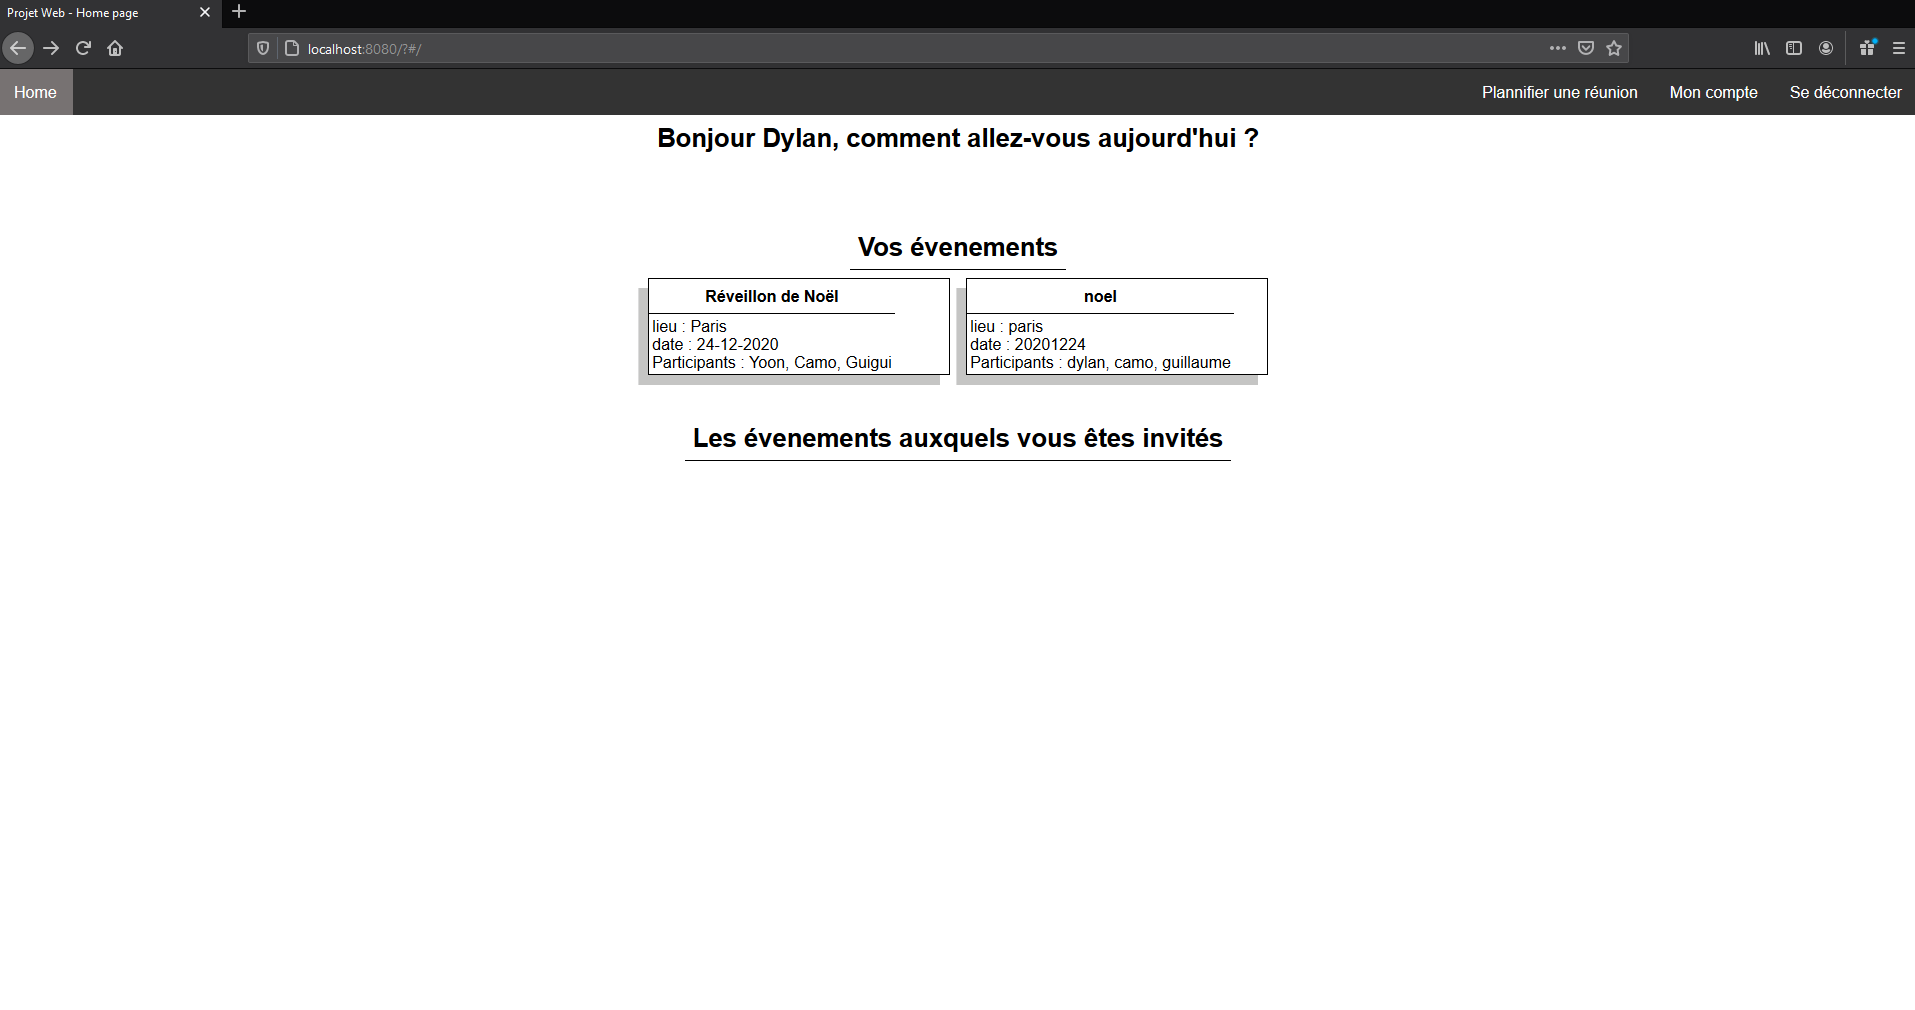 Projet Web - Home page
localhost:8080/?#/
Home
Plannifier une réunion
Mon compte
Se déconnecter
Bonjour Dylan, comment allez-vous aujourd'hui ?
Vos évenements
Réveillon de Noël
lieu : Paris
date : 24-12-2020
Participants : Yoon, Camo, Guigui
noel
lieu : paris
date : 20201224
Participants : dylan, camo, guillaume
Les évenements auxquels vous êtes invités